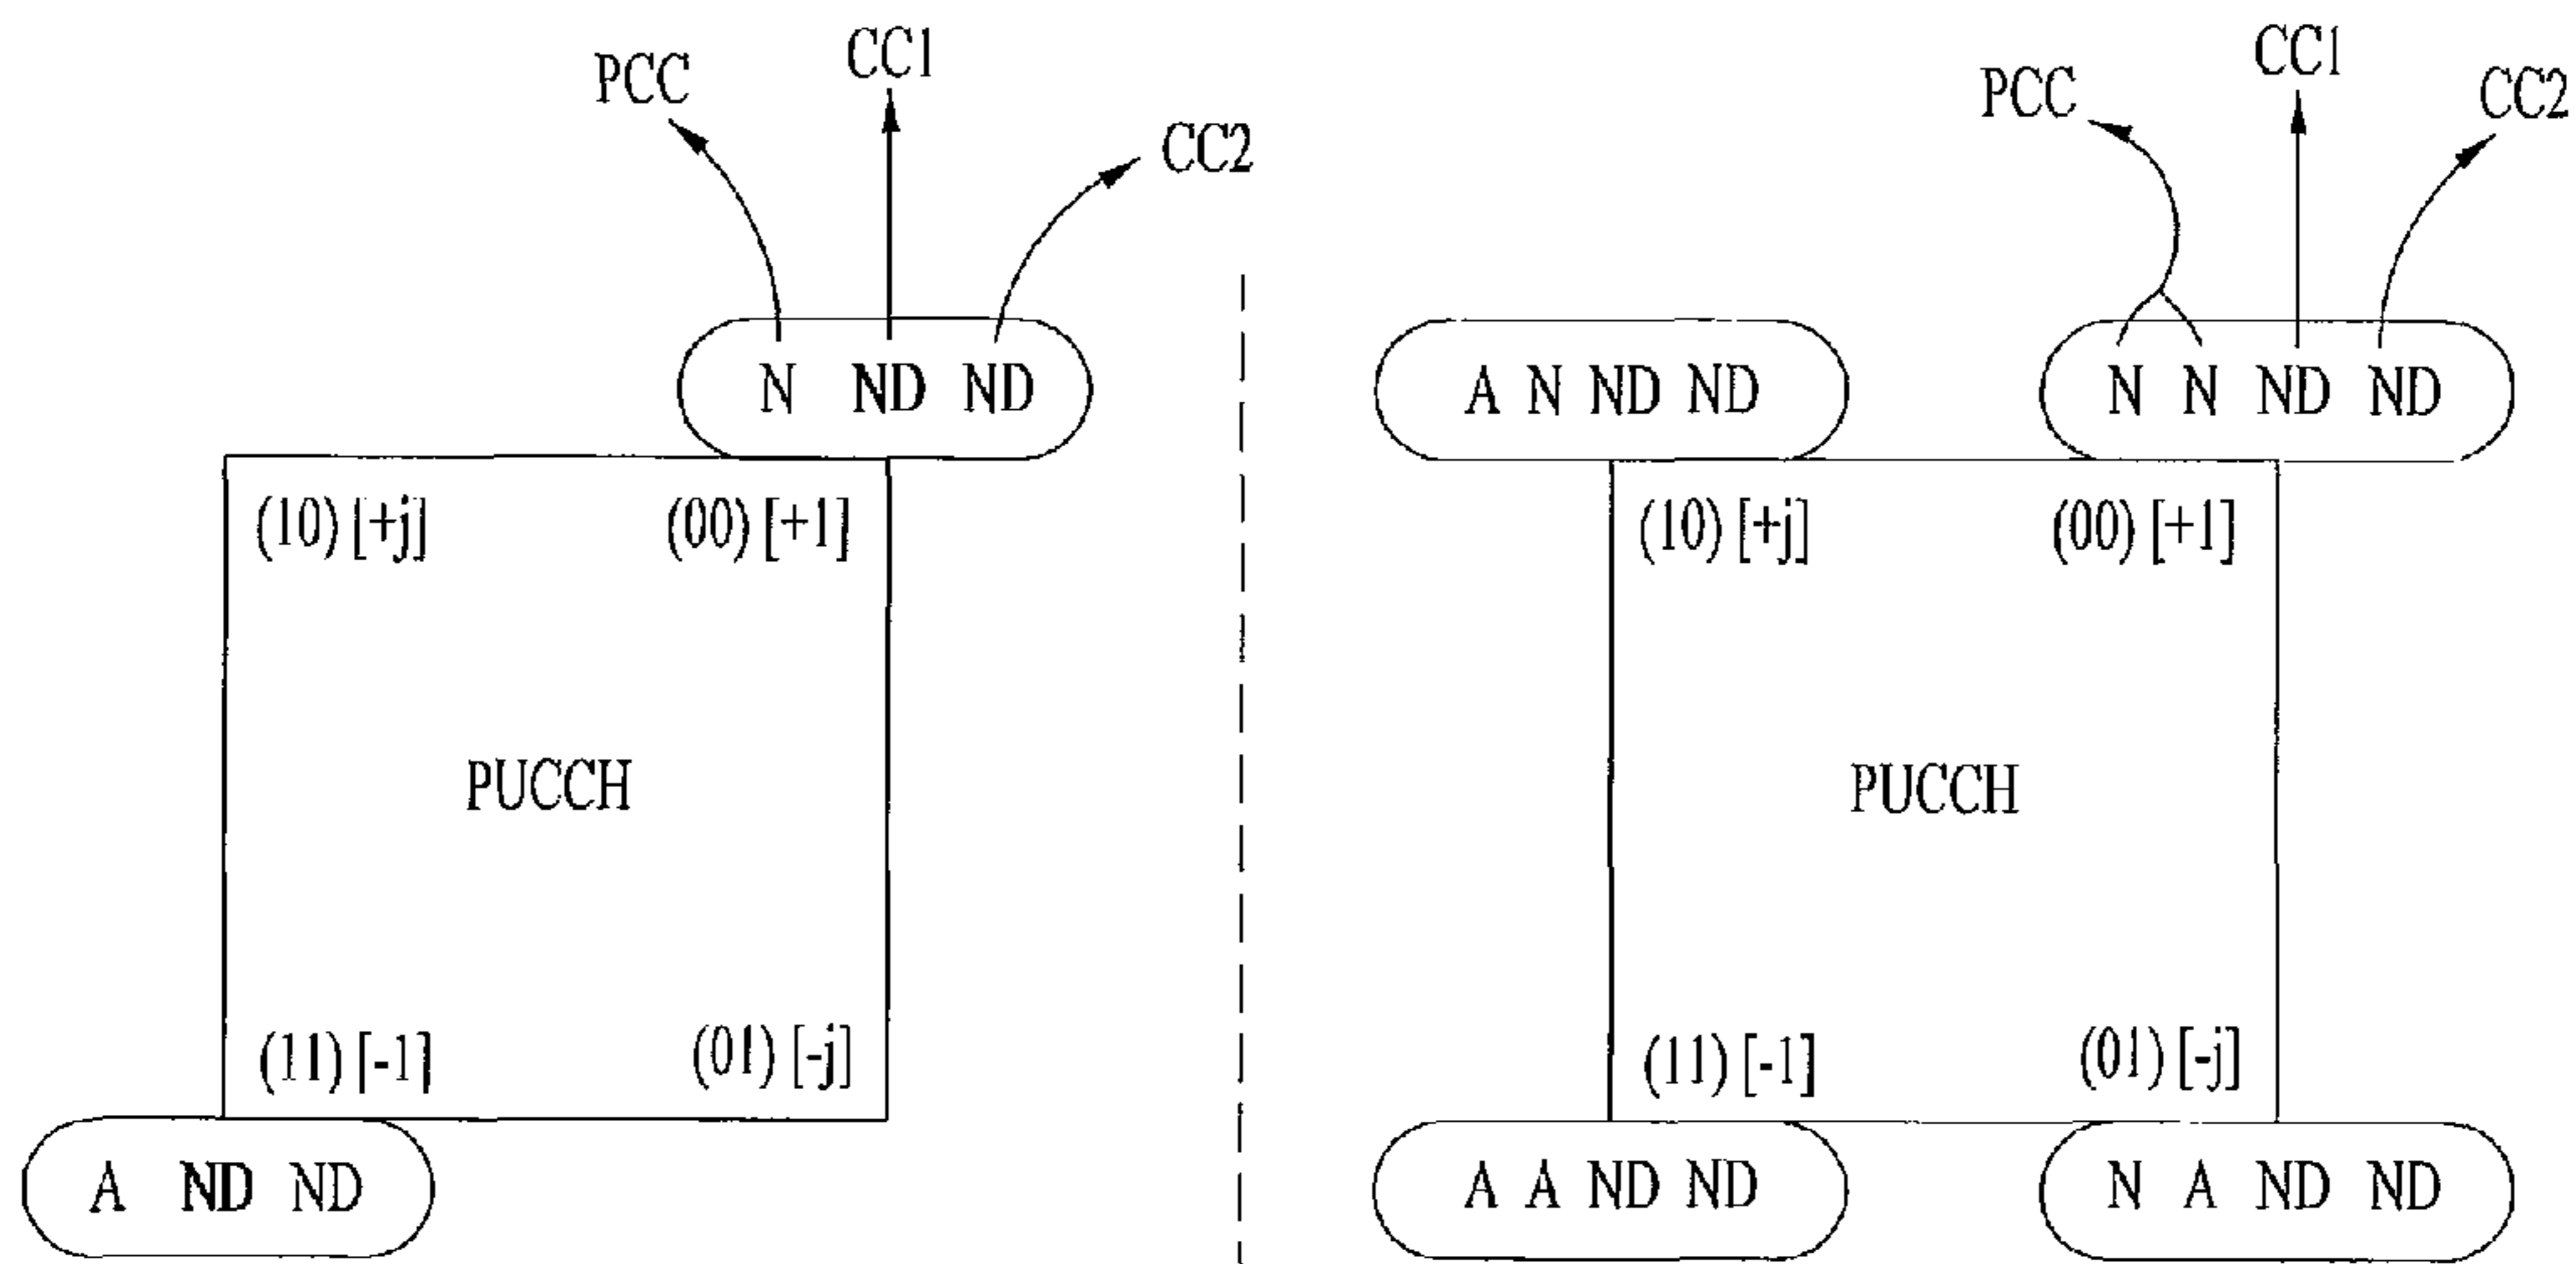 PCC CC1 CC2
N ND ND
(10) [+j] (00) [+1]
PUCCH
(11) [-1] (01) [-j]
A ND ND
PCC CC1 CC2
A N ND ND N N ND ND
(10) [+j] (00) [+1]
PUCCH
(11) [-1] (01) [-j]
A A ND ND N A ND ND